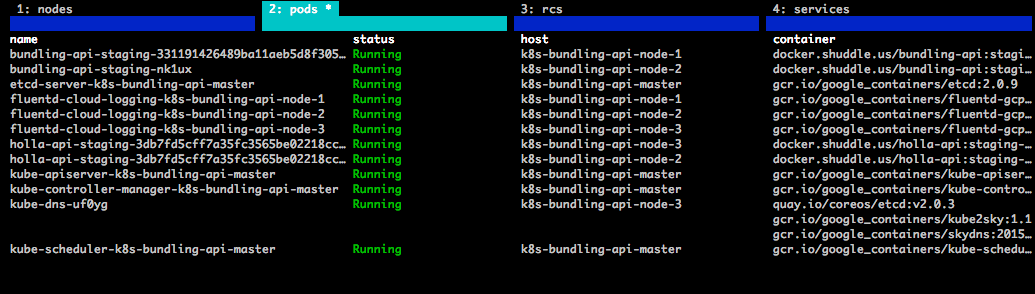 1: nodes 2: pods * 3: rcs 4: services
name status host container
bundling-api-staging-331191426489ba11aeb5d8f305… Running k8s-bundling-api-node-1 docker.shuddle.us/bundling-api:stagi…
bundling-api-staging-nk1ux Running k8s-bundling-api-node-2 docker.shuddle.us/bundling-api:stagi…
etcd-server-k8s-bundling-api-master Running k8s-bundling-api-master gcr.io/google_containers/etcd:2.0.9
fluentd-cloud-logging-k8s-bundling-api-node-1 Running k8s-bundling-api-node-1 gcr.io/google_containers/fluentd-gcp…
fluentd-cloud-logging-k8s-bundling-api-node-2 Running k8s-bundling-api-node-2 gcr.io/google_containers/fluentd-gcp…
fluentd-cloud-logging-k8s-bundling-api-node-3 Running k8s-bundling-api-node-3 gcr.io/google_containers/fluentd-gcp…
holla-api-staging-3db7fd5cff7a35fc3565be02218cc… Running k8s-bundling-api-node-3 docker.shuddle.us/holla-api:staging-…
holla-api-staging-3db7fd5cff7a35fc3565be02218cc… Running k8s-bundling-api-node-2 docker.shuddle.us/holla-api:staging-…
kube-apiserver-k8s-bundling-api-master Running k8s-bundling-api-master gcr.io/google_containers/kube-apiser…
kube-controller-manager-k8s-bundling-api-master Running k8s-bundling-api-master gcr.io/google_containers/kube-contro…
kube-dns-uf0yg Running k8s-bundling-api-node-3 quay.io/coreos/etcd:v2.0.3
gcr.io/google_containers/kube2sky:1.1
gcr.io/google_containers/skydns:2015…
kube-scheduler-k8s-bundling-api-master Running k8s-bundling-api-master gcr.io/google_containers/kube-schedu…